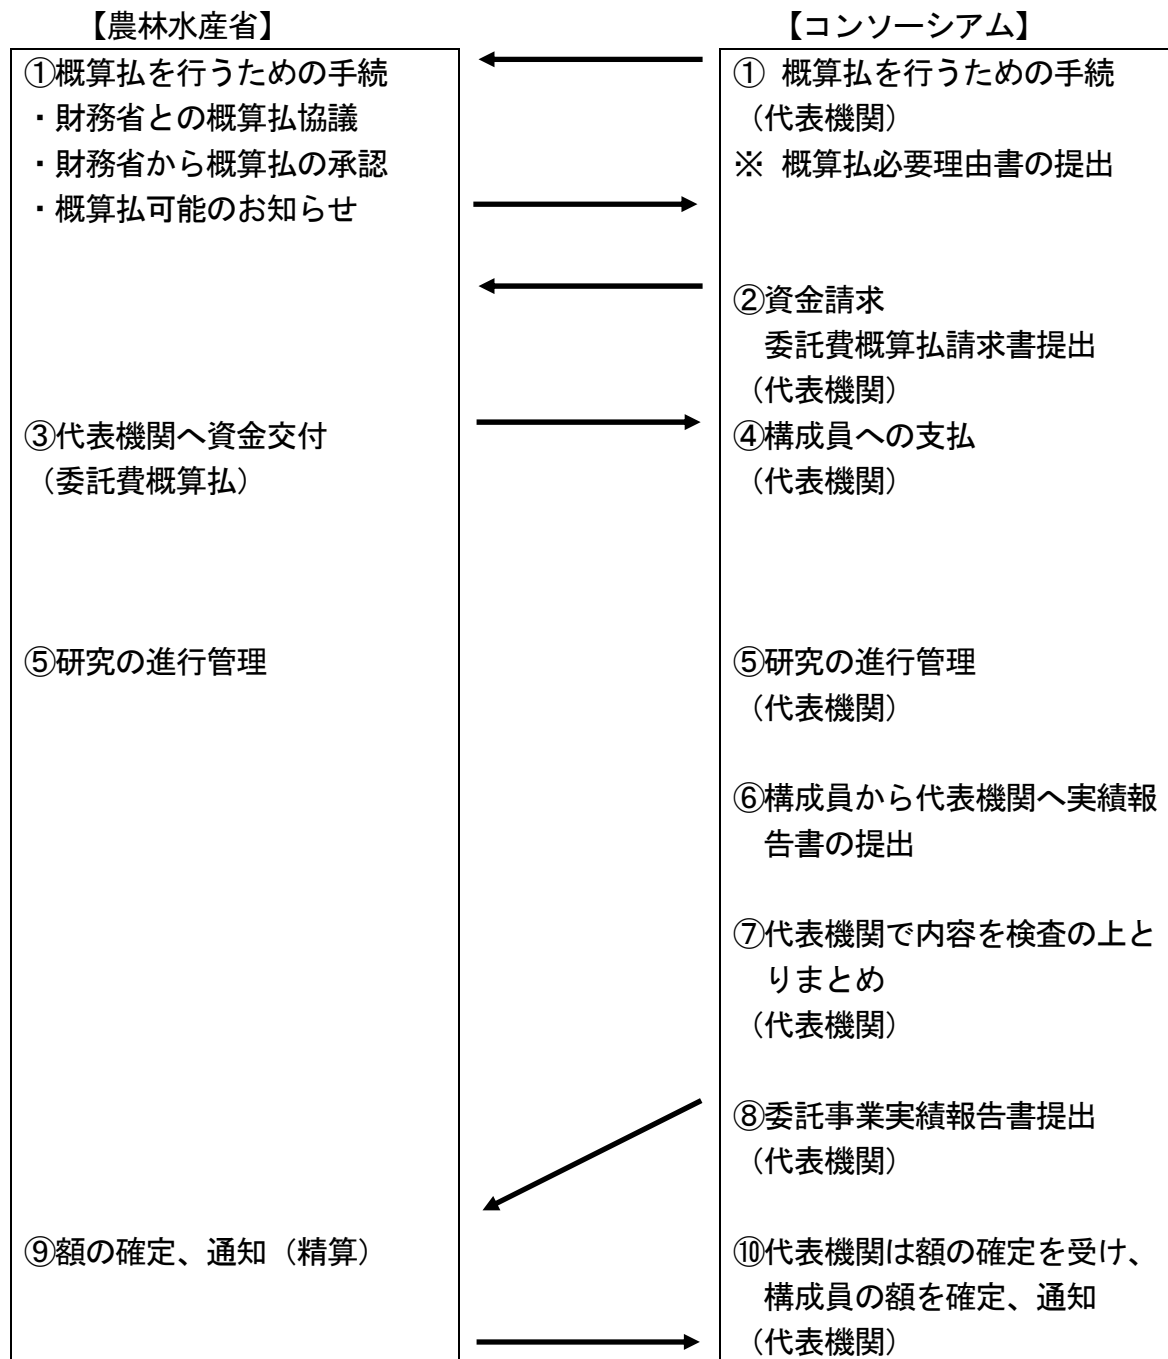 【農林水産省】
①概算払を行うための手続
・財務省との概算払協議
・財務省から概算払の承認
・概算払可能のお知らせ
③代表機関へ資金交付
（委託費概算払）
⑤研究の進行管理
⑨額の確定、通知（精算）
【コンソーシアム】
① 概算払を行うための手続
（代表機関）
※ 概算払必要理由書の提出
②資金請求
委託費概算払請求書提出
（代表機関）
④構成員への支払
（代表機関）
⑤研究の進行管理
（代表機関）
⑥構成員から代表機関へ実績報
告書の提出
⑦代表機関で内容を検査の上と
りまとめ
（代表機関）
⑧委託事業実績報告書提出
（代表機関）
⑩代表機関は額の確定を受け、
構成員の額を確定、通知
（代表機関）